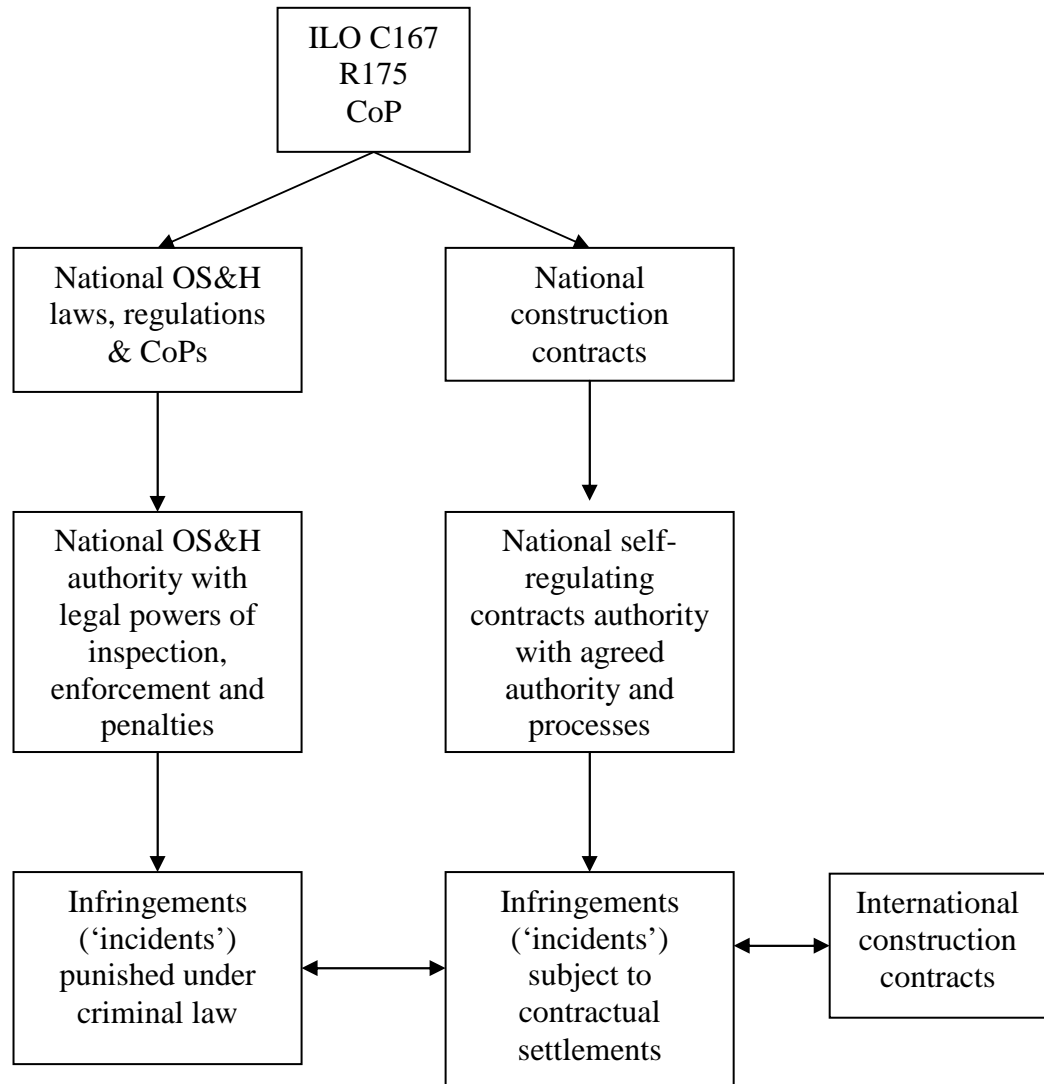 ILO C167
R175
CoP
National OS&H
laws, regulations
& CoPs
National
construction
contracts
National OS&H
authority with
legal powers of
inspection,
enforcement and
penalties
National self-
regulating
contracts authority
with agreed
authority and
processes
Infringements
(‘incidents’)
punished under
criminal law
Infringements
(‘incidents’)
subject to
contractual
settlements
International
construction
contracts